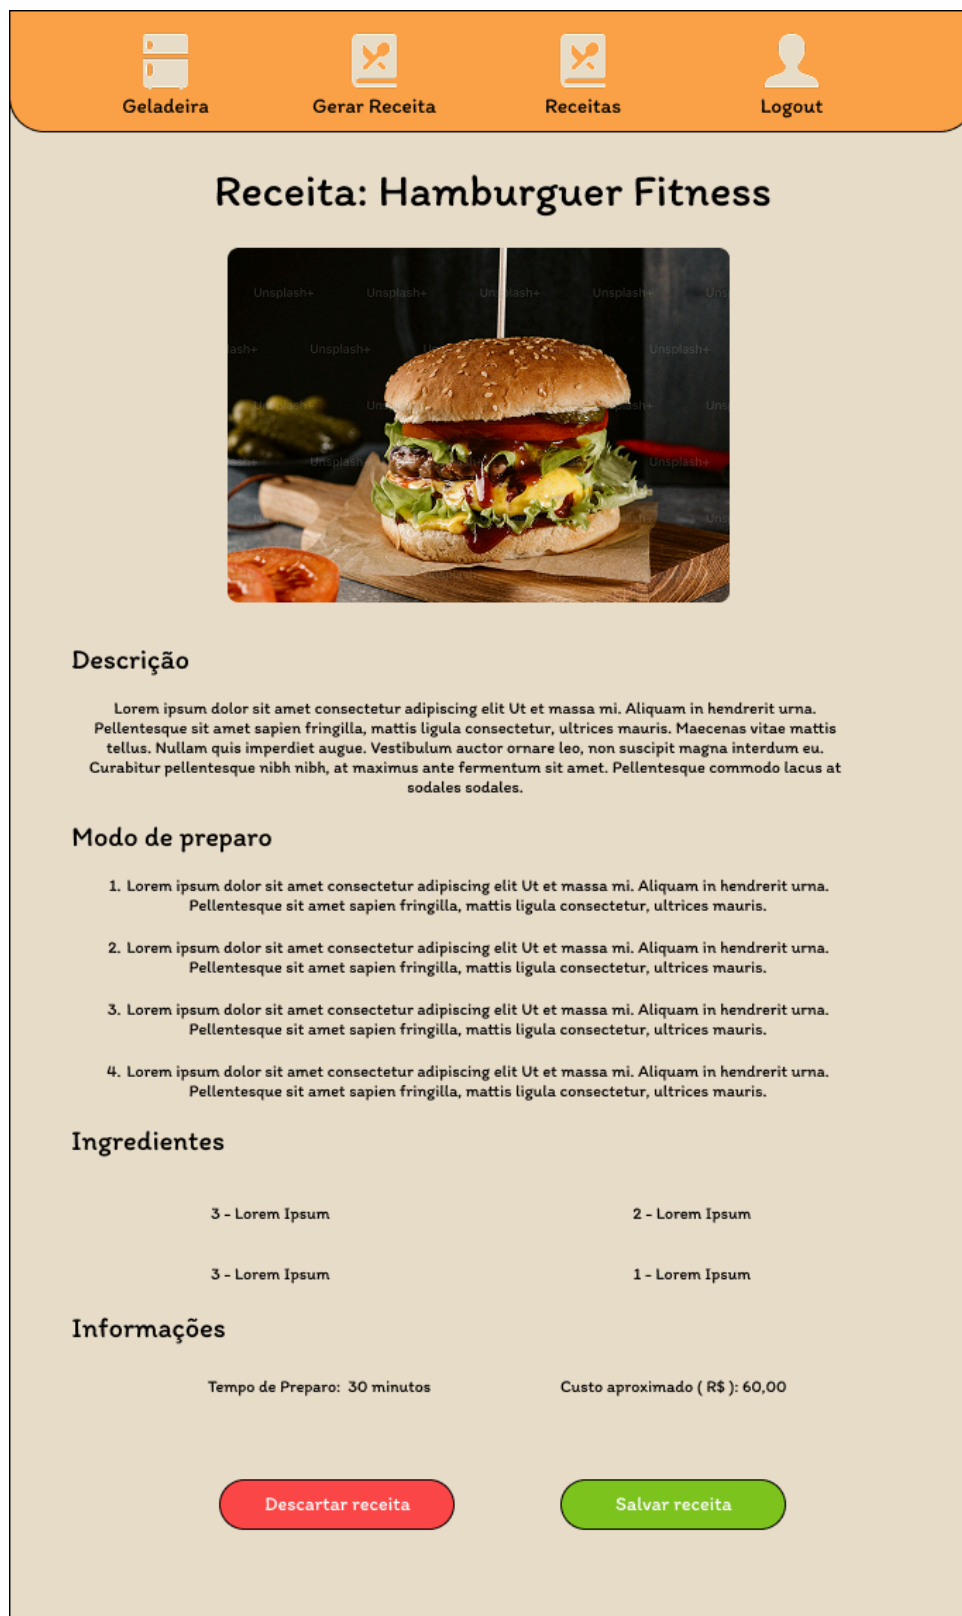 Geladeira
Gerar Receita
Receitas
Logout
Receita: Hamburguer Fitness
Unsplash+ Unsplash+ Unsplash+ Unsplash+
Unsplash+ Unsplash+
Unsplash+
Descrição
Lorem ipsum dolor sit amet consectetur adipiscing elit Ut et massa mi. Aliquam in hendrerit urna.
Pellentesque sit amet sapien fringilla, mattis ligula consectetur, ultrices mauris. Maecenas vitae mattis
tellus. Nullam quis imperdiet augue. Vestibulum auctor ornare leo, non suscipit magna interdum eu.
Curabitur pellentesque nibh nibh, at maximus ante fermentum sit amet. Pellentesque commodo lacus at
sodales sodales.
Modo de preparo
1. Lorem ipsum dolor sit amet consectetur adipiscing elit Ut et massa mi. Aliquam in hendrerit urna.
Pellentesque sit amet sapien fringilla, mattis ligula consectetur, ultrices mauris.
2. Lorem ipsum dolor sit amet consectetur adipiscing elit Ut et massa mi. Aliquam in hendrerit urna.
Pellentesque sit amet sapien fringilla, mattis ligula consectetur, ultrices mauris.
3. Lorem ipsum dolor sit amet consectetur adipiscing elit Ut et massa mi. Aliquam in hendrerit urna.
Pellentesque sit amet sapien fringilla, mattis ligula consectetur, ultrices mauris.
4. Lorem ipsum dolor sit amet consectetur adipiscing elit Ut et massa mi. Aliquam in hendrerit urna.
Pellentesque sit amet sapien fringilla, mattis ligula consectetur, ultrices mauris.
Ingredientes
3 - Lorem Ipsum
2 - Lorem Ipsum
3 - Lorem Ipsum
1 - Lorem Ipsum
Informações
Tempo de Preparo: 30 minutos
Custo aproximado ( R$ ): 60,00
Descartar receita
Salvar receita